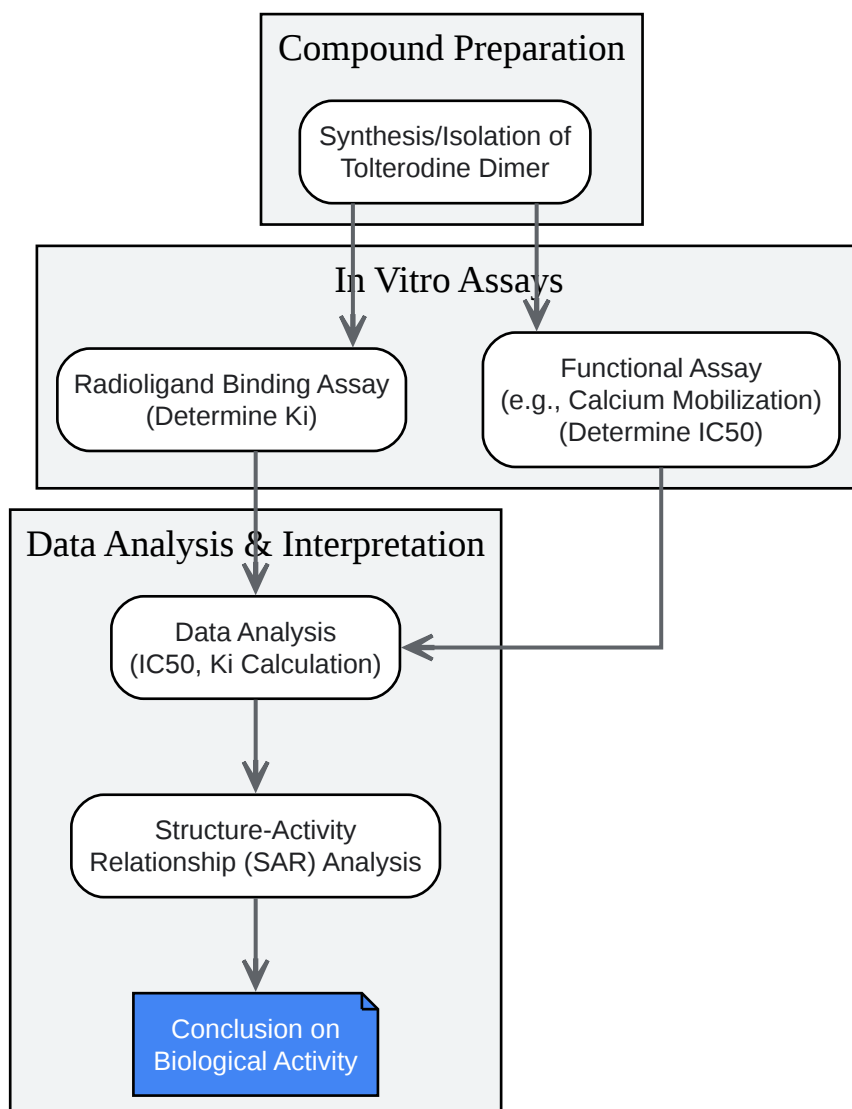 Compound Preparation
Synthesis/Isolation of
Tolterodine Dimer
In Vitro Assays
Radioligand Binding Assay
(Determine Ki)
Functional Assay
(e.g., Calcium Mobilization)
(Determine IC50)
Data Analysis & Interpretation
Data Analysis
(IC50, Ki Calculation)
Structure-Activity
Relationship (SAR) Analysis
Conclusion on
Biological Activity